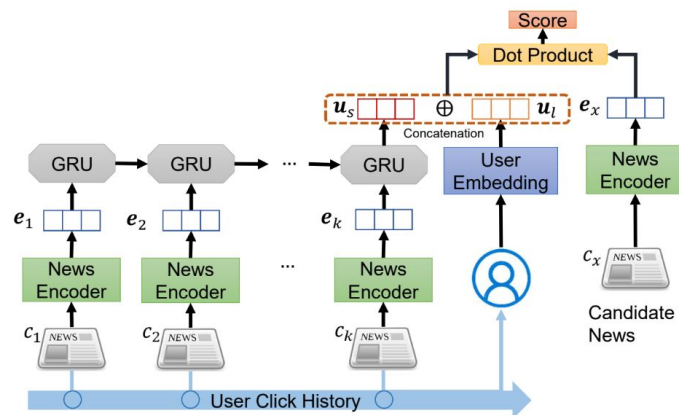 Score
Dot Product
u_s ⊕ u_l
Concatenation
e_x
GRU
GRU
...
GRU
User
Embedding
News
Encoder
e_1
e_2
e_k
News
Encoder
News
Encoder
...
News
Encoder
c_1 NEWS
c_2 NEWS
c_k NEWS
c_x NEWS
Candidate
News
User Click History